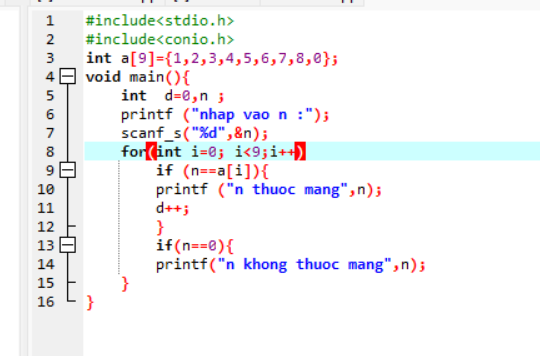 1 #include<stdio.h>
2 #include<conio.h>
3 int a[9]={1,2,3,4,5,6,7,8,0};
4 void main(){
5 int  d=0,n ;
6 printf ("nhap vao n :");
7 scanf_s("%d",&n);
8 for(int i=0; i<9;i++)
9 if (n==a[i]){
10 printf ("n thuoc mang",n);
11 d++;
12 }
13 if(n==0){
14 printf("n khong thuoc mang",n);
15 }
16 }